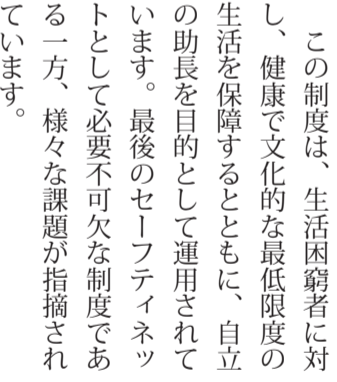 この制度は、生活困窮者に対
し、健康で文化的な最低限度の
生活を保障するとともに、自立
の助長を目的として運用されて
います。最後のセーフティネッ
トとして必要不可欠な制度であ
る一方、様々な課題が指摘され
ています。